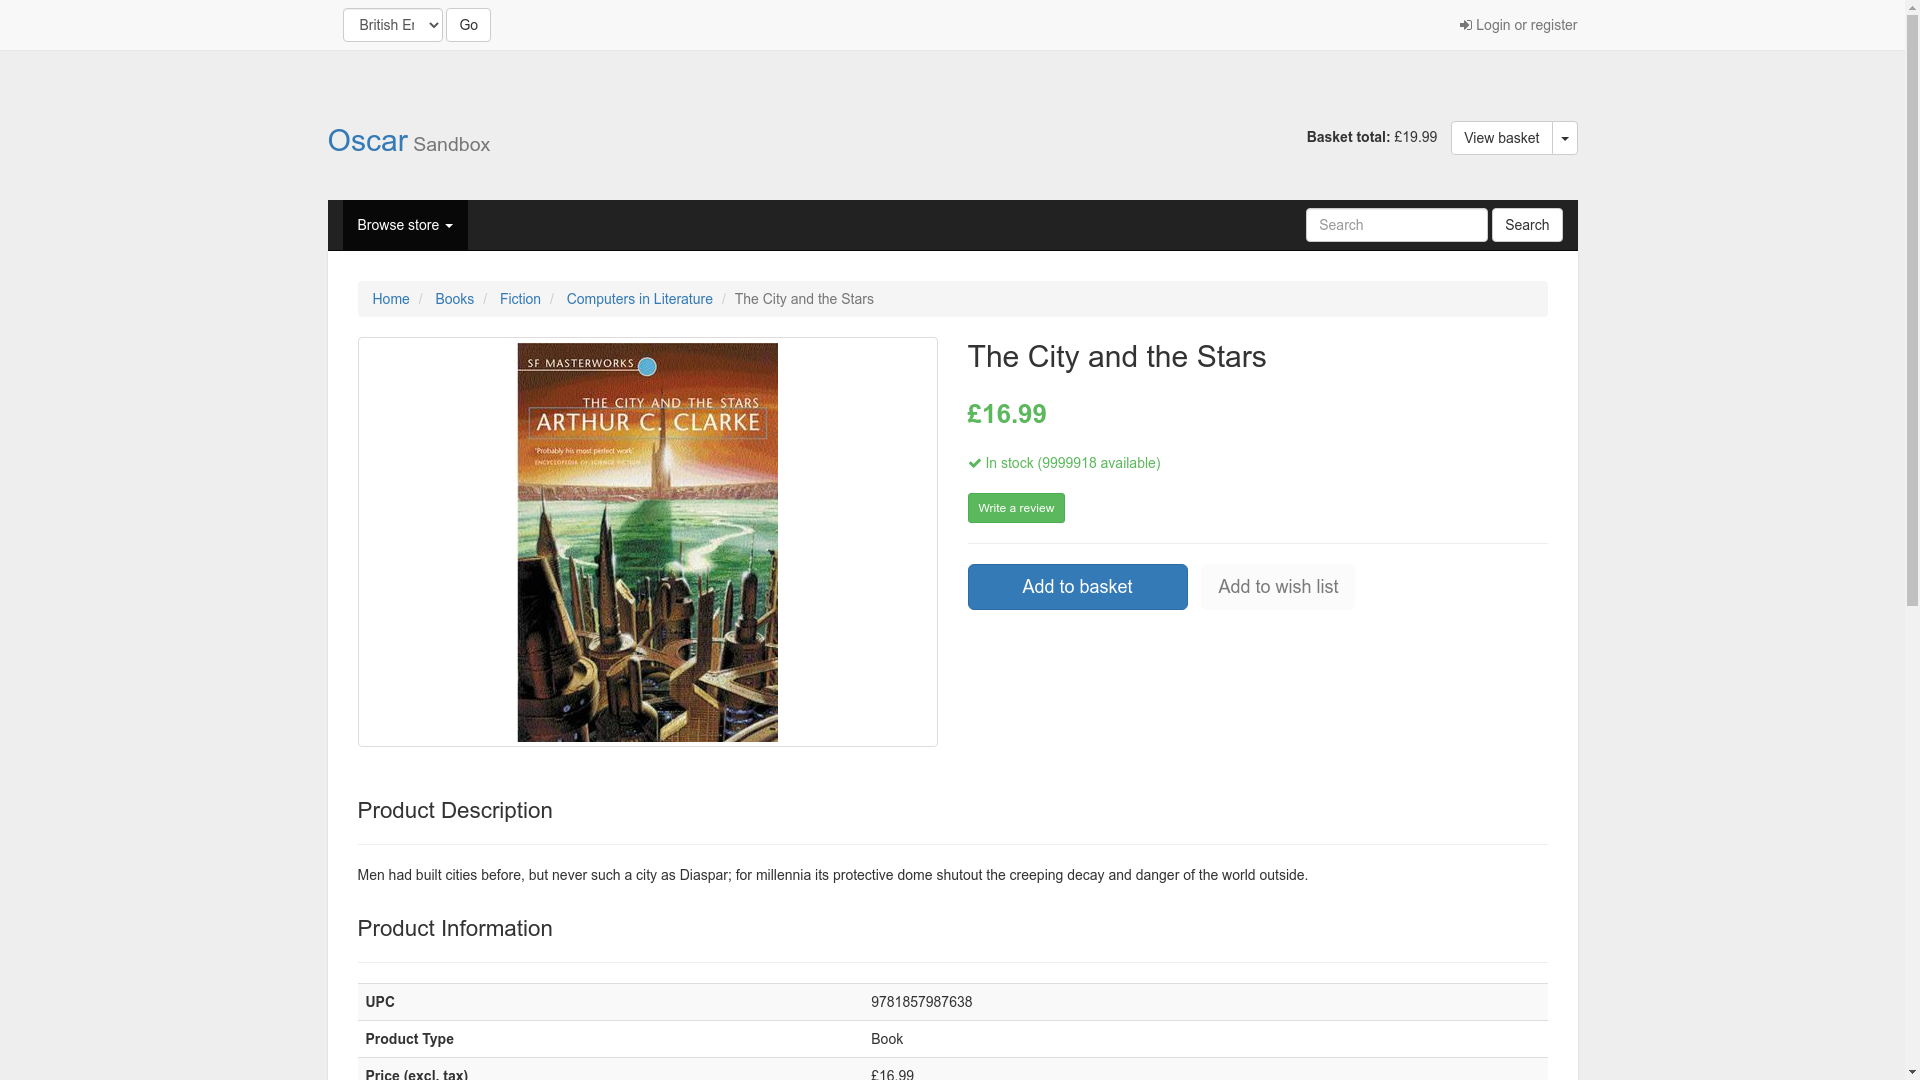 British En
Go
Login or register
Oscar Sandbox
Basket total: £19.99
View basket
Browse store
Search
Search
Home / Books / Fiction / Computers in Literature / The City and the Stars
SF MASTERWORKS
THE CITY AND THE STARS
ARTHUR C. CLARKE
'Probably his most perfect work'
ENCYCLOPEDIA OF SCIENCE FICTION
The City and the Stars
£16.99
In stock (9999918 available)
Write a review
Add to basket
Add to wish list
Product Description
Men had built cities before, but never such a city as Diaspar; for millennia its protective dome shutout the creeping decay and danger of the world outside.
Product Information
UPC 9781857987638
Product Type Book
Price (excl. tax) £16.99